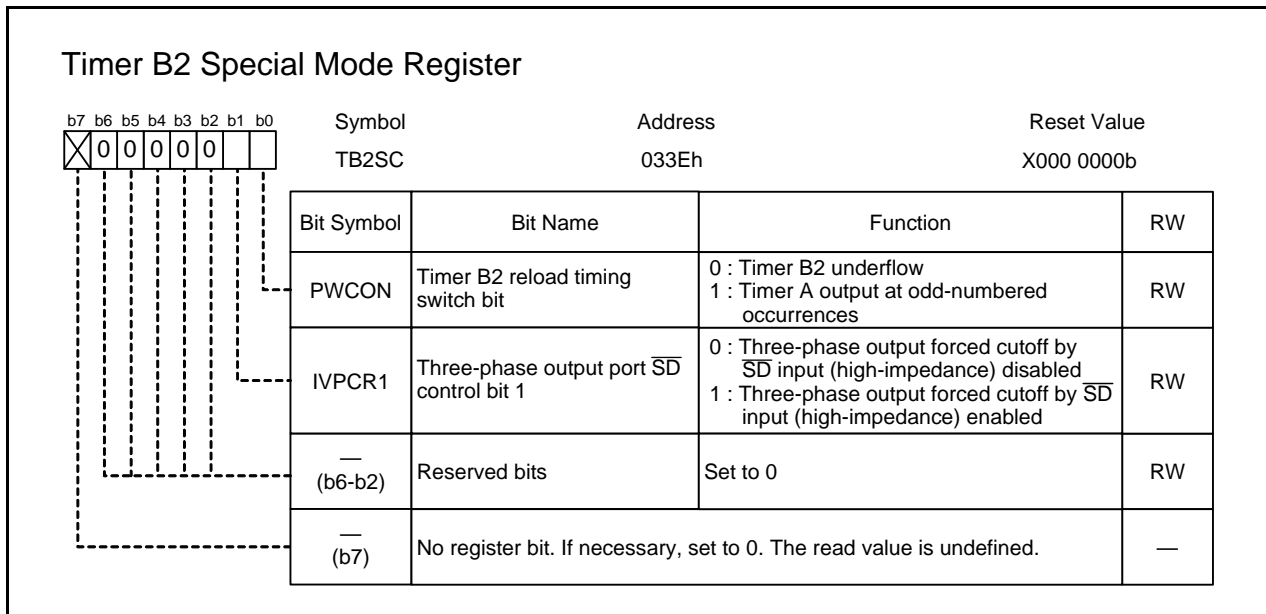 Timer B2 Special Mode Register
b7 b6 b5 b4 b3 b2 b1 b0
Symbol Address Reset Value
0 0 0 0 0
TB2SC 033Eh X000 0000b
Bit Symbol Bit Name Function RW
PWCON
Timer B2 reload timing
switch bit
0 : Timer B2 underflow
1 : Timer A output at odd-numbered
occurrences
RW
IVPCR1
Three-phase output port S̅D̅
control bit 1
0 : Three-phase output forced cutoff by
S̅D̅ input (high-impedance) disabled
1 : Three-phase output forced cutoff by S̅D̅
input (high-impedance) enabled
RW
—
(b6-b2)
Reserved bits
Set to 0
RW
—
(b7)
No register bit. If necessary, set to 0. The read value is undefined.
—